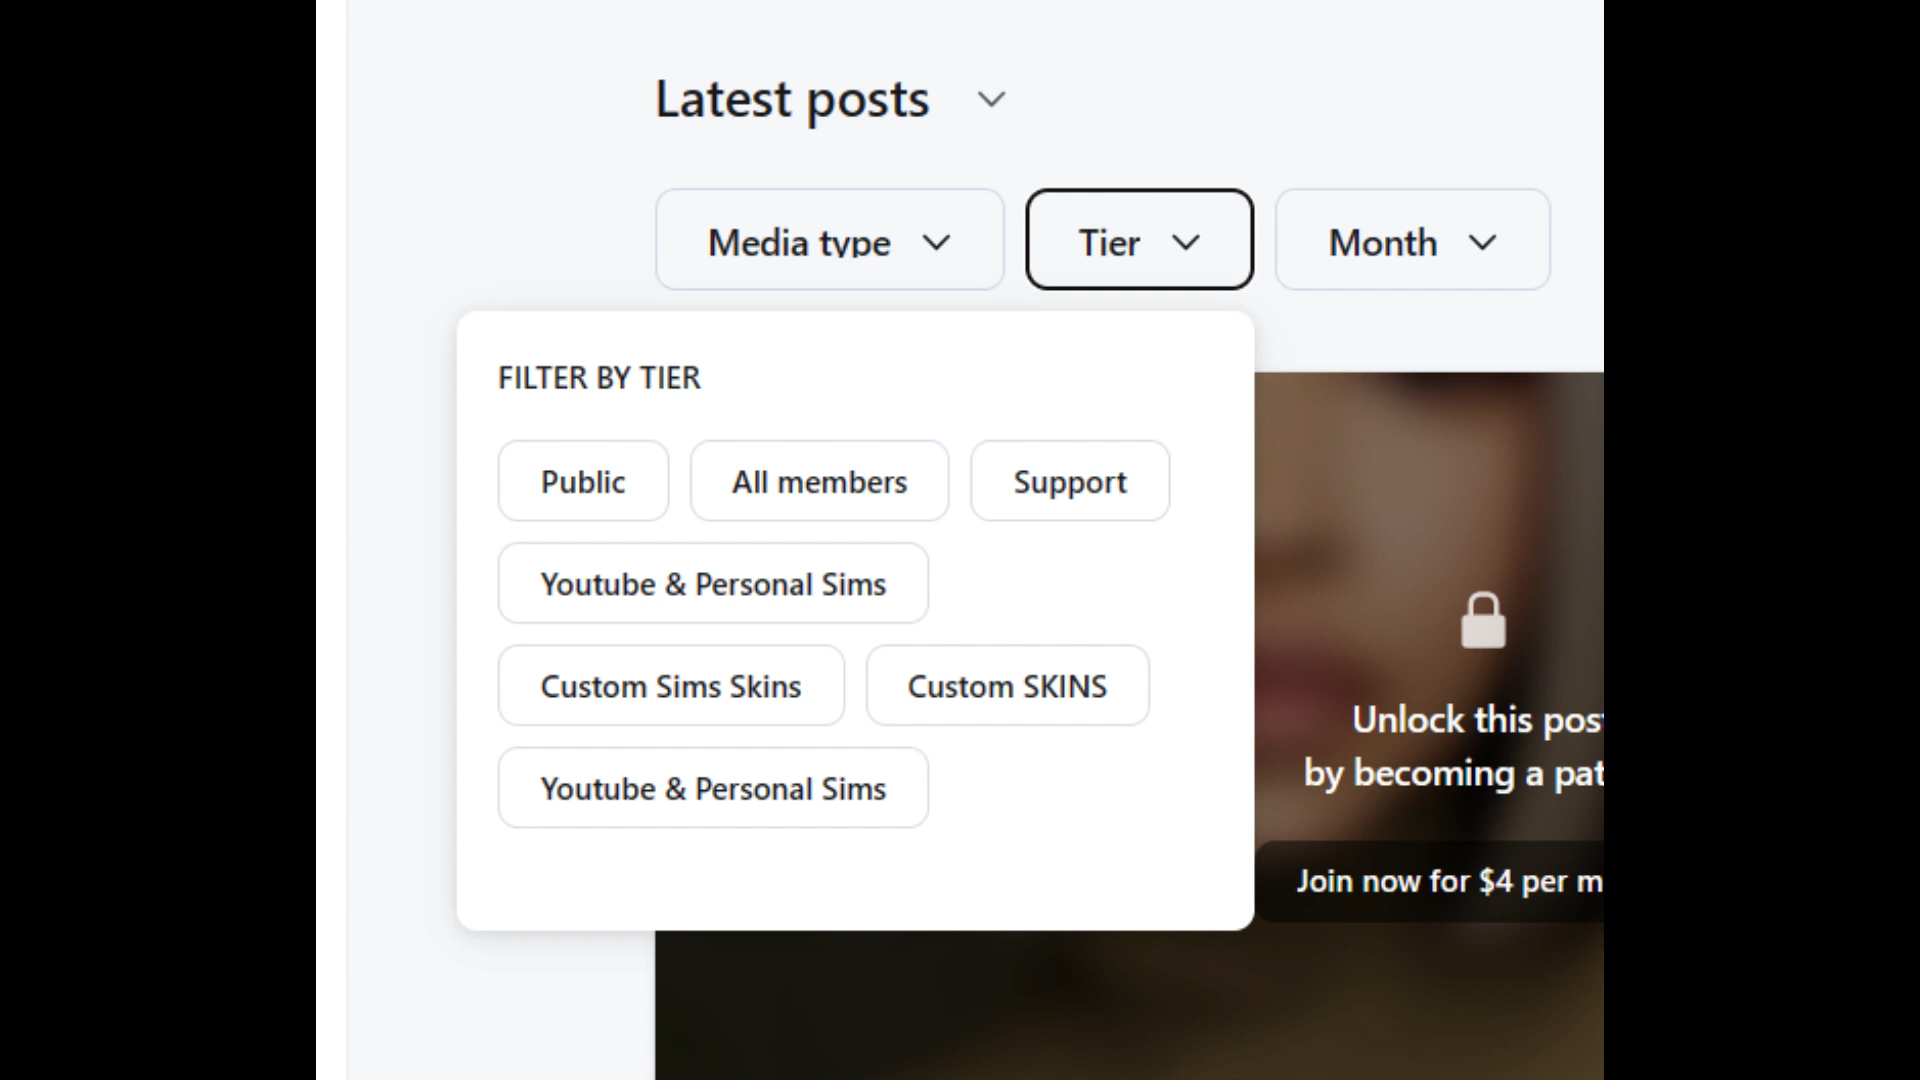 Latest posts
Media type
Tier
Month
FILTER BY TIER
Public
All members
Support
Youtube & Personal Sims
Custom Sims Skins
Custom SKINS
Youtube & Personal Sims
Unlock this post
by becoming a pat
Join now for $4 per m